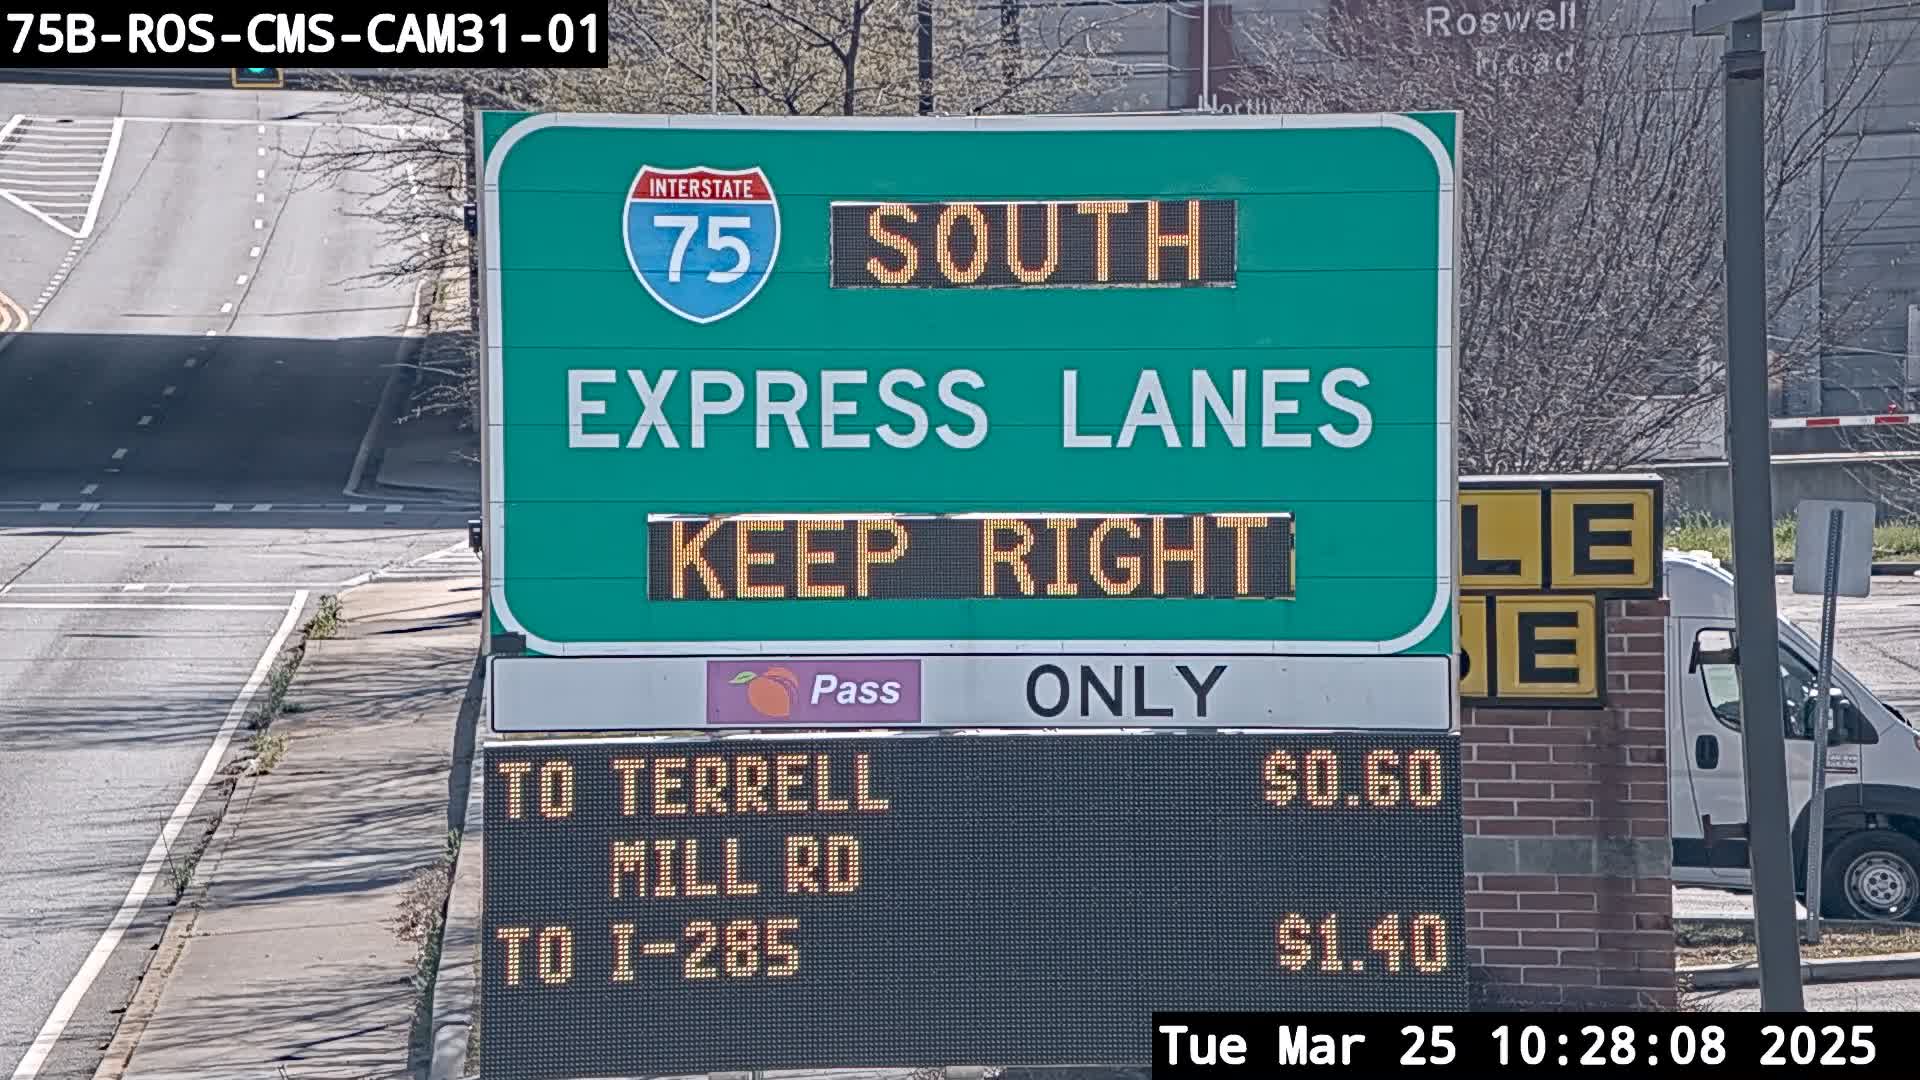 75B-ROS-CMS-CAM31-01
Roswell
Road
INTERSTATE
75
SOUTH
EXPRESS LANES
KEEP RIGHT
Pass ONLY
TO TERRELL $0.60
MILL RD
TO I-285 $1.40
LE
E
Tue Mar 25 10:28:08 2025